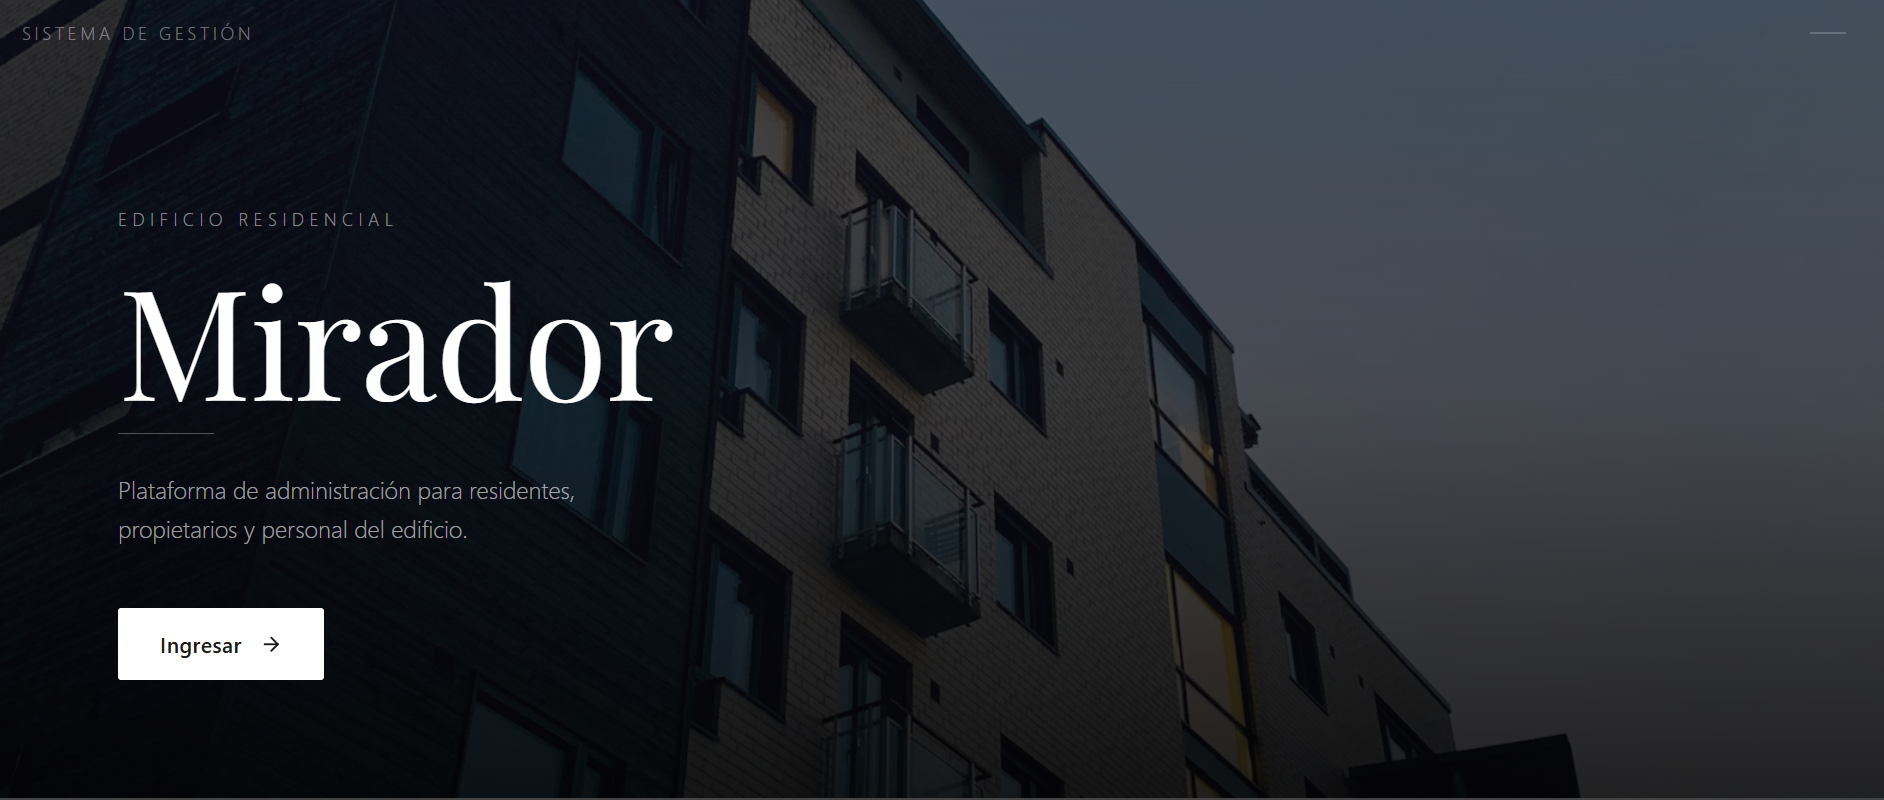 SISTEMA DE GESTIÓN
EDIFICIO RESIDENCIAL
Mirador
Plataforma de administración para residentes,
propietarios y personal del edificio.
Ingresar →